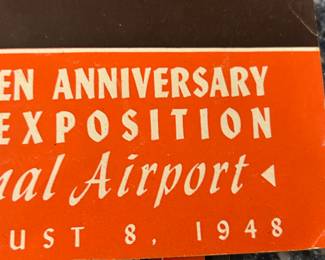 EN ANNIVERSARY
EXPOSITION
nal Airport
UST 8, 1948